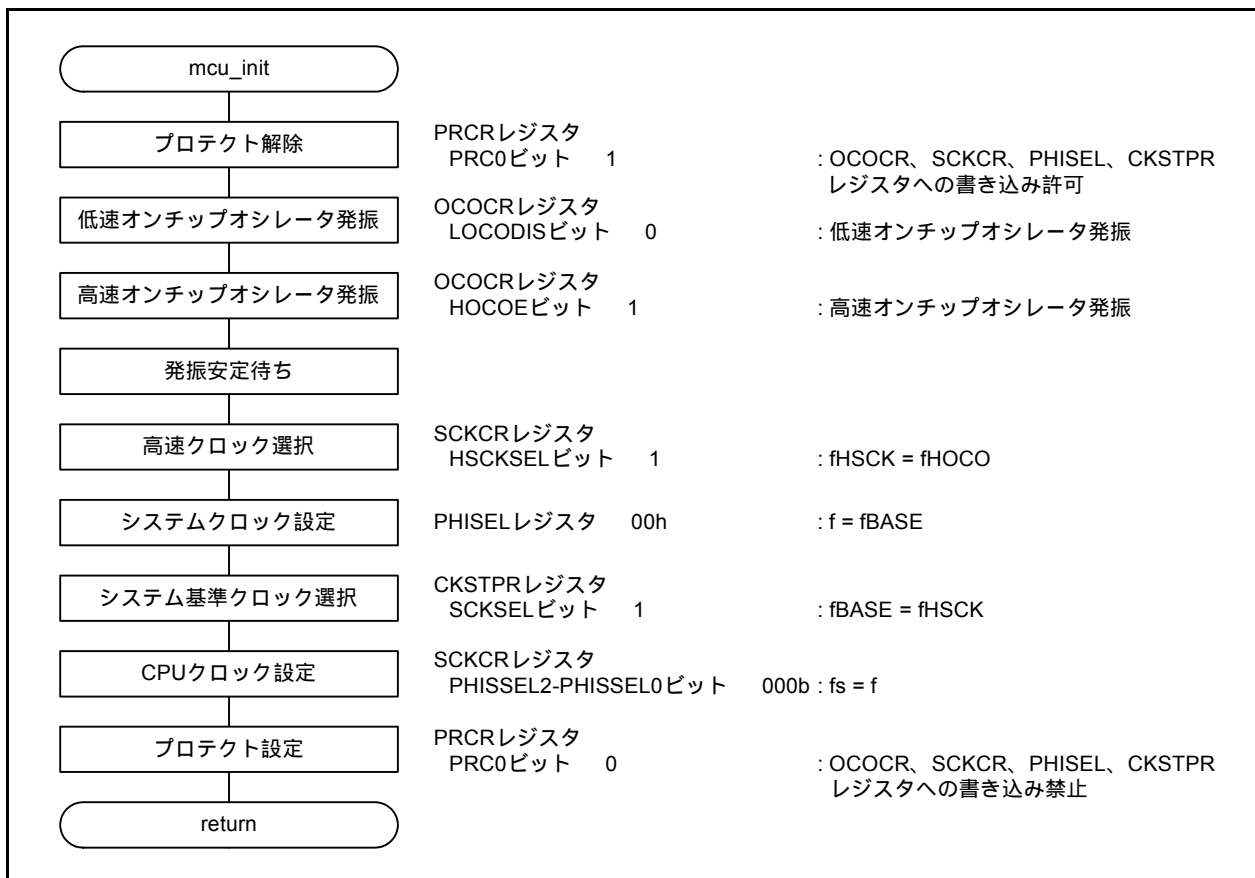 mcu_init
プロテクト解除
PRCRレジスタ
PRC0ビット 1 : OCOCR、SCKCR、PHISEL、CKSTPR
レジスタへの書き込み許可
低速オンチップオシレータ発振
OCOCRレジスタ
LOCODISビット 0 : 低速オンチップオシレータ発振
高速オンチップオシレータ発振
OCOCRレジスタ
HOCOEビット 1 : 高速オンチップオシレータ発振
発振安定待ち
高速クロック選択
SCKCRレジスタ
HSCKSELビット 1 : fHSCK = fHOCO
システムクロック設定
PHISELレジスタ 00h : f = fBASE
システム基準クロック選択
CKSTPRレジスタ
SCKSELビット 1 : fBASE = fHSCK
CPUクロック設定
SCKCRレジスタ
PHISSEL2-PHISSEL0ビット 000b : fs = f
プロテクト設定
PRCRレジスタ
PRC0ビット 0 : OCOCR、SCKCR、PHISEL、CKSTPR
レジスタへの書き込み禁止
return